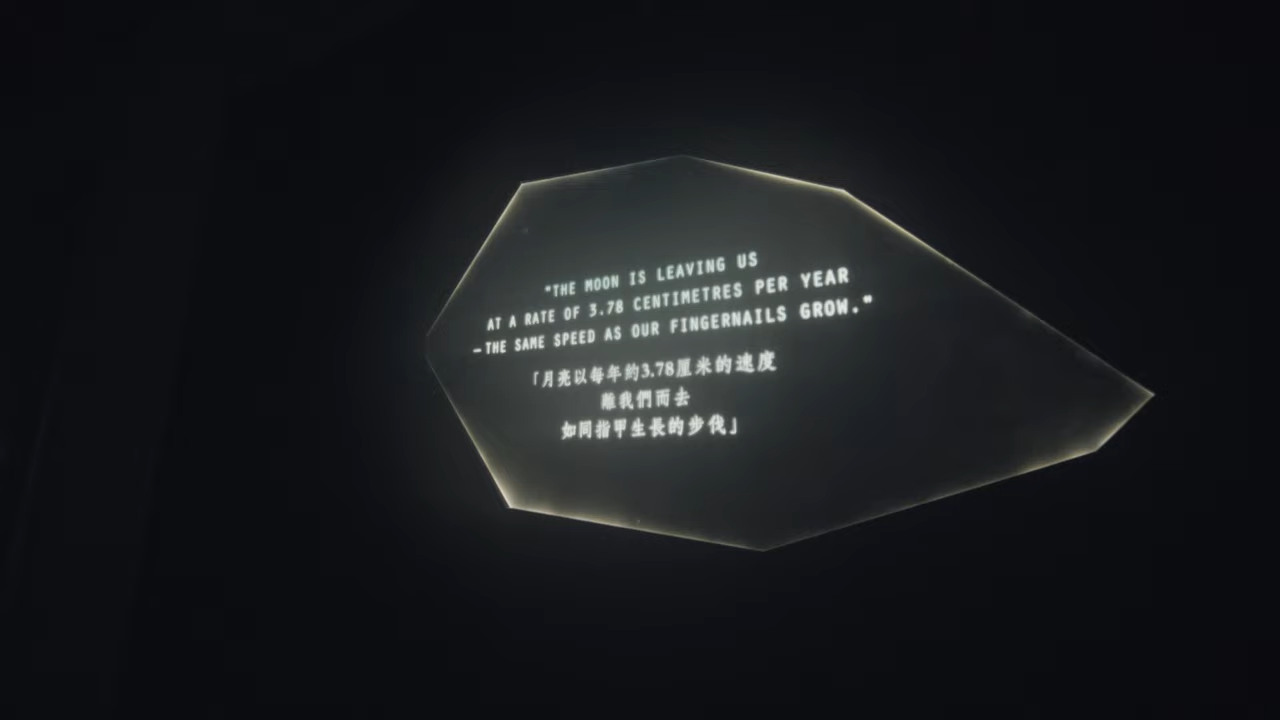 "THE MOON IS LEAVING US
AT A RATE OF 3.78 CENTIMETRES PER YEAR
–THE SAME SPEED AS OUR FINGERNAILS GROW."
「月亮以每年約3.78厘米的速度
離我們而去
如同指甲生長的步伐」